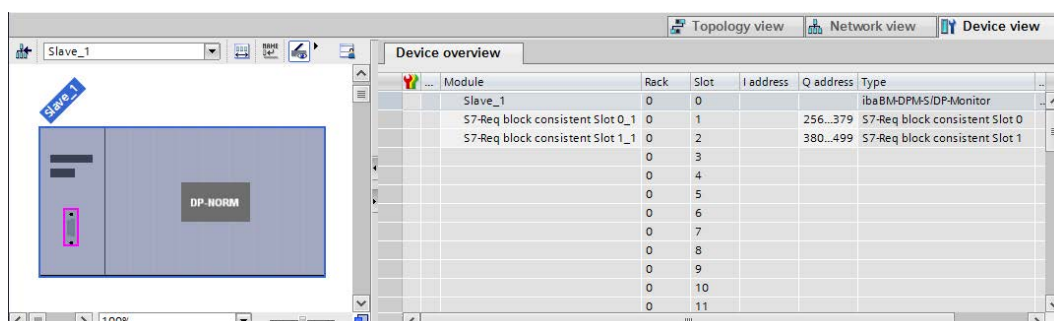 Topology view Network view Device view
Slave_1 Device overview
... Module Rack Slot I address Q address Type ...
Slave_1 0 0 ibaBM-DPM-S/DP-Monitor
S7-Req block consistent Slot 0_1 0 1 256...379 S7-Req block consistent Slot 0
S7-Req block consistent Slot 1_1 0 2 380...499 S7-Req block consistent Slot 1
0 3
0 4
0 5
0 6
0 7
0 8
0 9
0 10
0 11
Slave_1
DP-NORM
100%